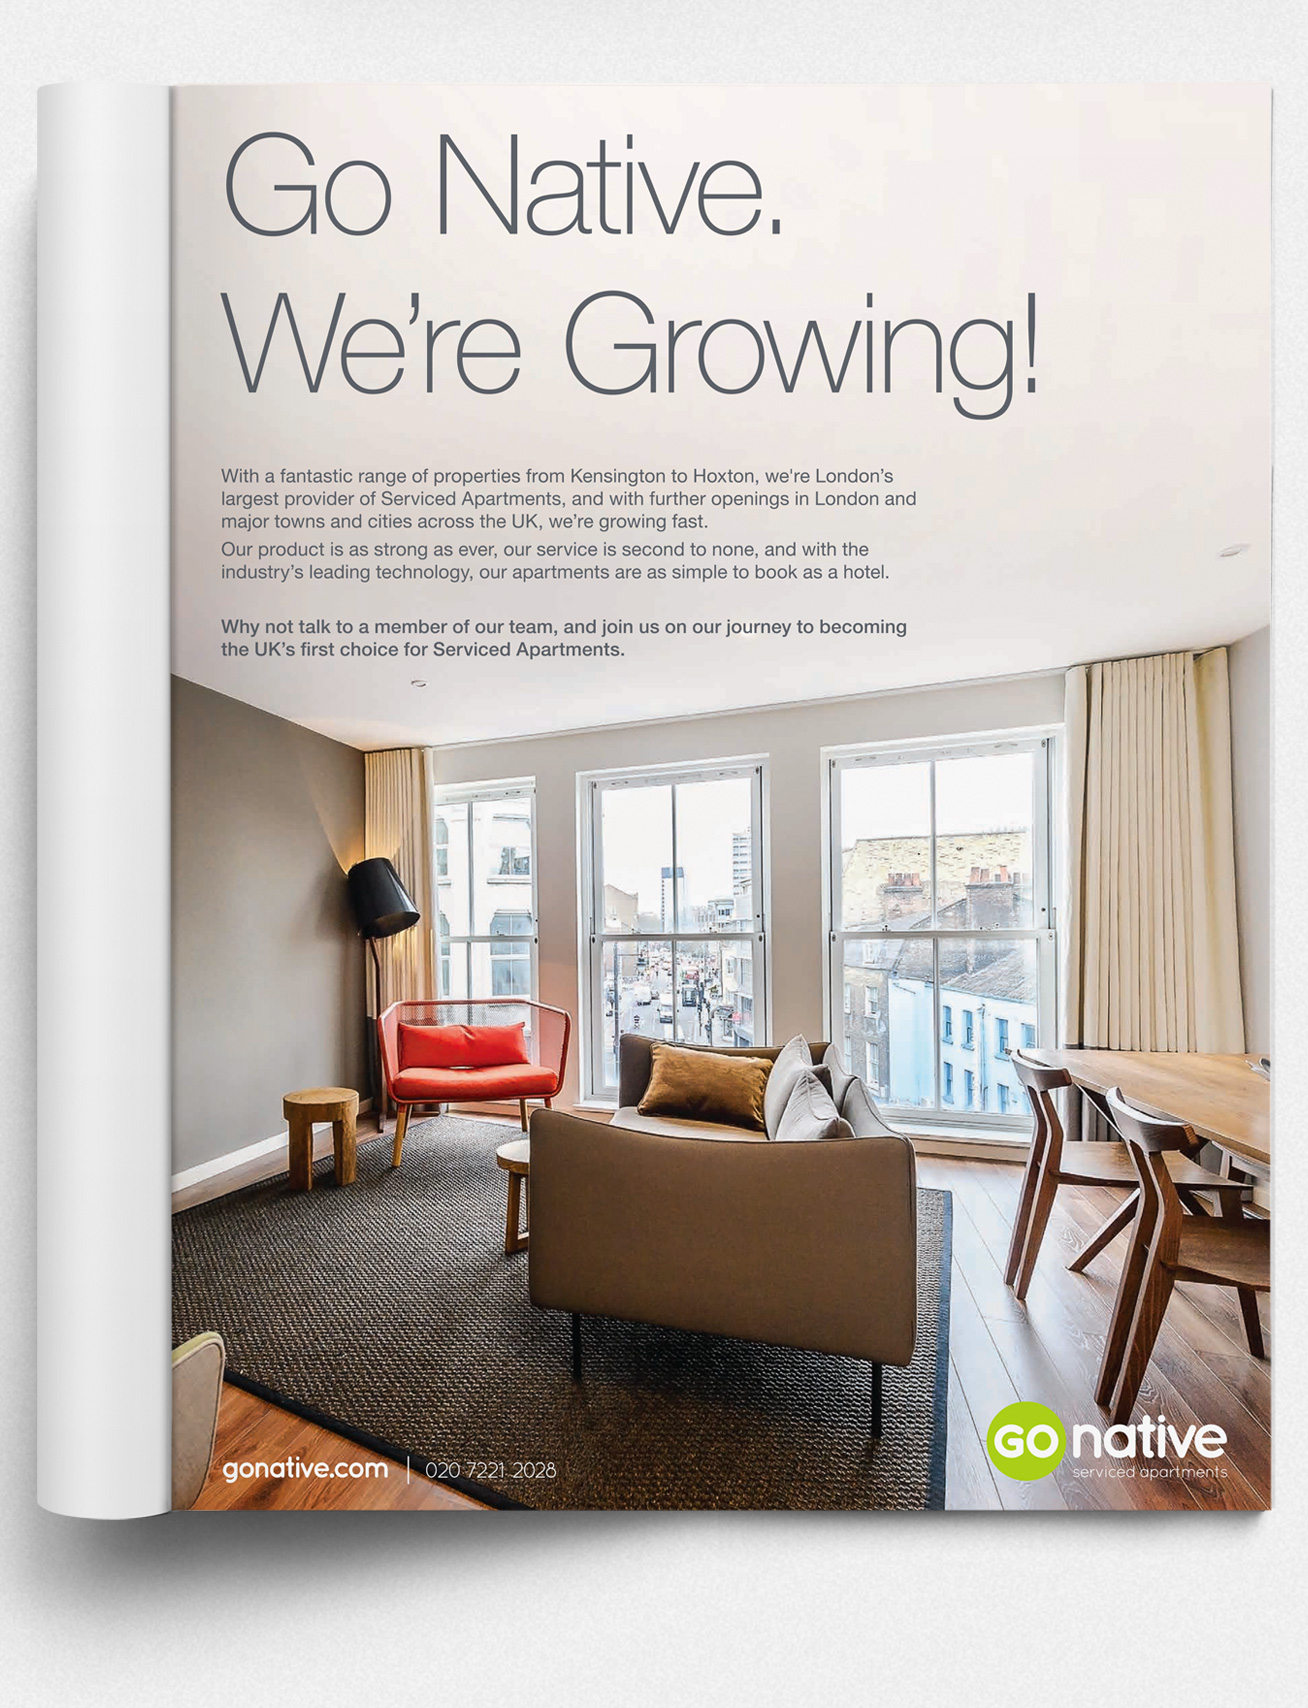 Go Native.
We’re Growing!
With a fantastic range of properties from Kensington to Hoxton, we're London’s
largest provider of Serviced Apartments, and with further openings in London and
major towns and cities across the UK, we’re growing fast.
Our product is as strong as ever, our service is second to none, and with the
industry’s leading technology, our apartments are as simple to book as a hotel.
Why not talk to a member of our team, and join us on our journey to becoming
the UK’s first choice for Serviced Apartments.
gonative.com | 020 7221 2028
GO native
serviced apartments